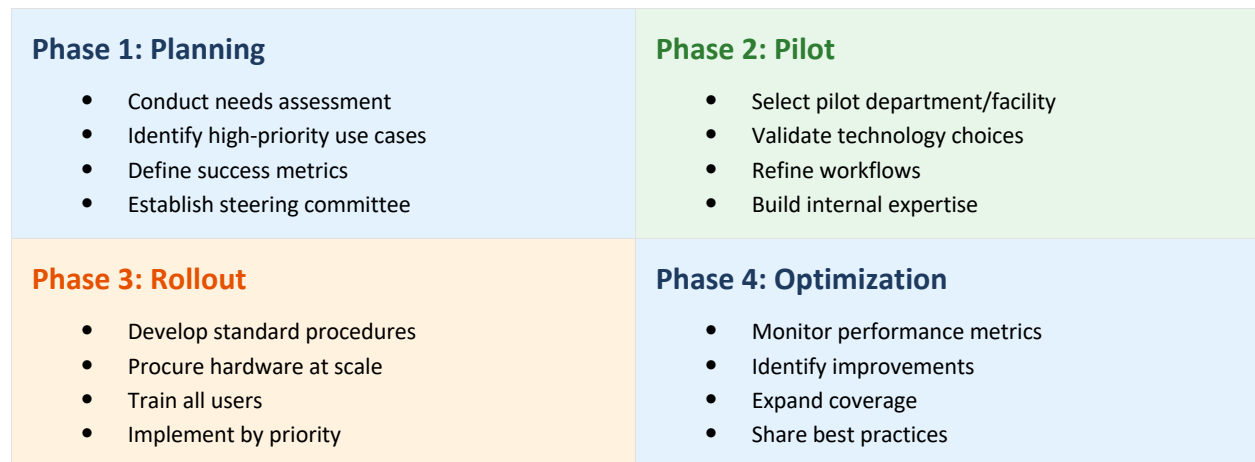 Phase 1: Planning
• Conduct needs assessment
• Identify high-priority use cases
• Define success metrics
• Establish steering committee
Phase 2: Pilot
• Select pilot department/facility
• Validate technology choices
• Refine workflows
• Build internal expertise
Phase 3: Rollout
• Develop standard procedures
• Procure hardware at scale
• Train all users
• Implement by priority
Phase 4: Optimization
• Monitor performance metrics
• Identify improvements
• Expand coverage
• Share best practices